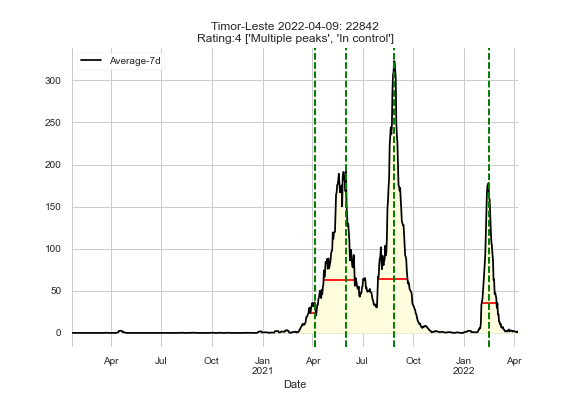 Timor-Leste 2022-04-09: 22842
Rating:4 ['Multiple peaks', 'In control']
Average-7d
300
250
200
150
100
50
0
Apr Jul Oct Jan Apr Jul Oct Jan Apr
2021 2022
Date